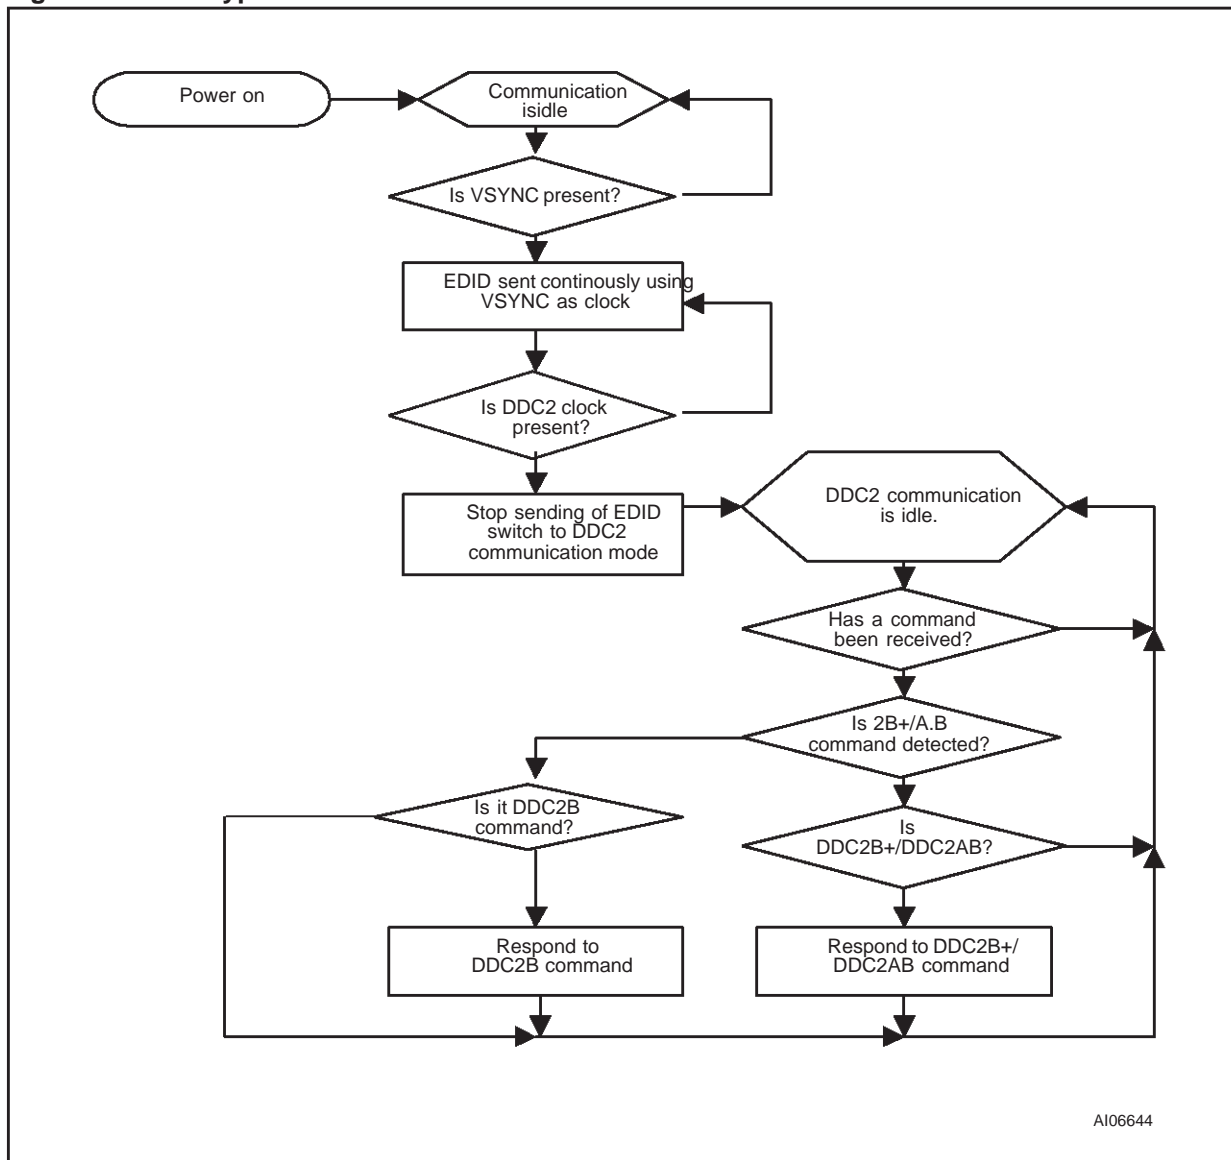 Power on
Communication
isidle
Is VSYNC present?
EDID sent continously using
VSYNC as clock
Is DDC2 clock
present?
Stop sending of EDID
switch to DDC2
communication mode
DDC2 communication
is idle.
Has a command
been received?
Is 2B+/A.B
command detected?
Is it DDC2B
command?
Is
DDC2B+/DDC2AB?
Respond to
DDC2B command
Respond to DDC2B+/
DDC2AB command
AI06644